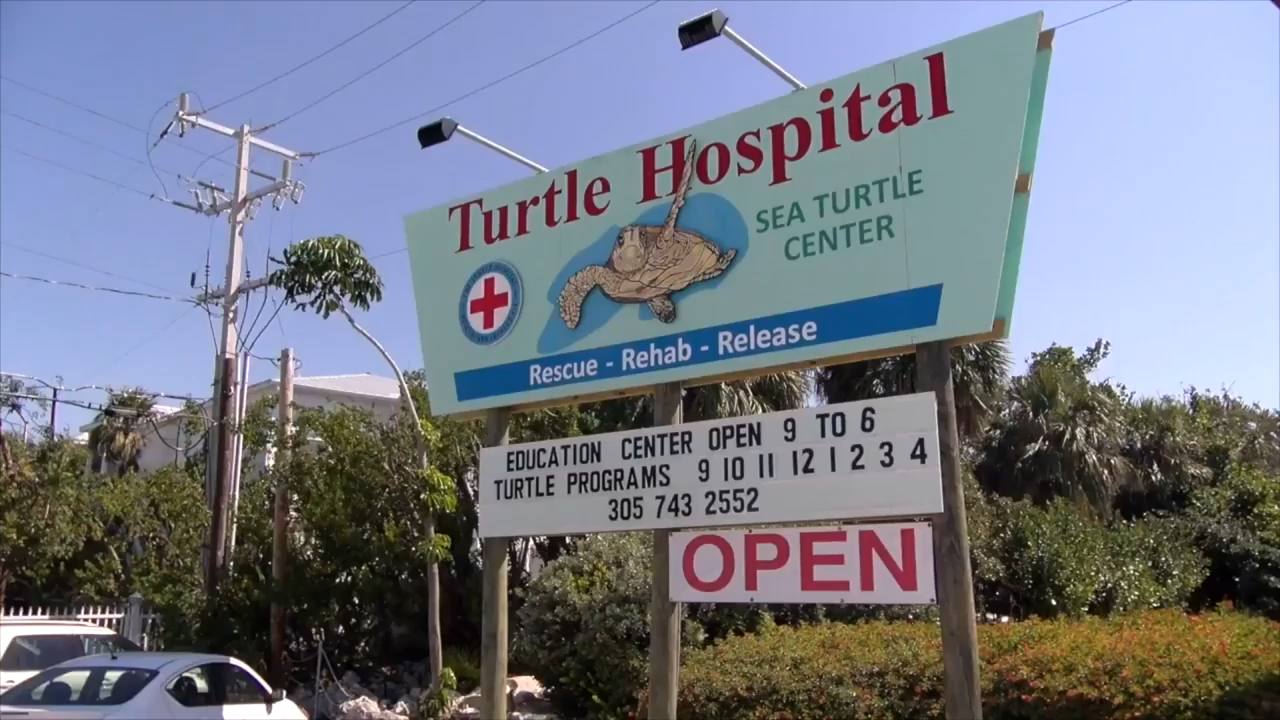 Turtle Hospital
SEA TURTLE
CENTER
Rescue - Rehab - Release
EDUCATION CENTER OPEN 9 TO 6
TURTLE PROGRAMS 9 10 11 12 1 2 3 4
305 743 2552
OPEN